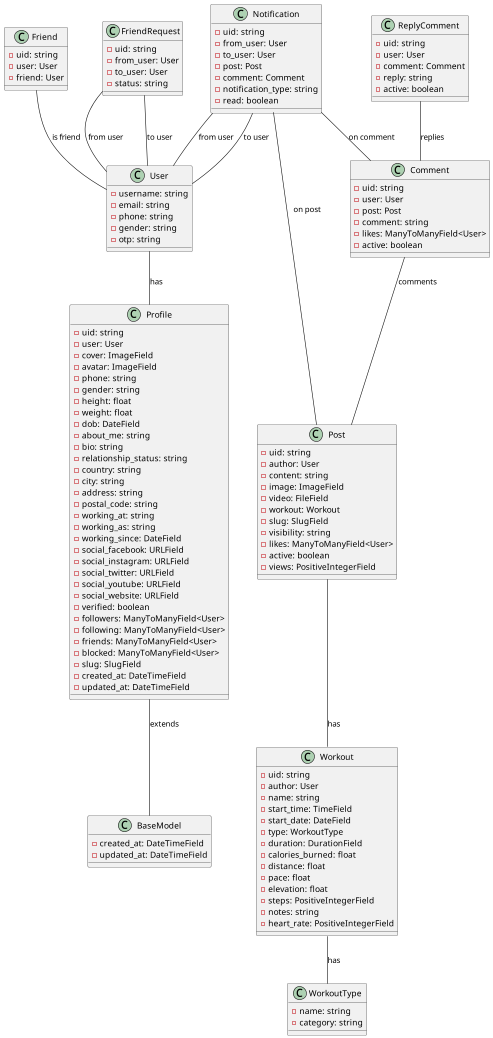 Friend
uid: string
user: User
friend: User
FriendRequest
uid: string
from_user: User
to_user: User
status: string
Notification
uid: string
from_user: User
to_user: User
post: Post
comment: Comment
notification_type: string
read: boolean
ReplyComment
uid: string
user: User
comment: Comment
reply: string
active: boolean
is friend
from user
to user
from user
to user
on post
on comment
replies
User
username: string
email: string
phone: string
gender: string
otp: string
Comment
uid: string
user: User
post: Post
comment: string
likes: ManyToManyField<User>
active: boolean
has
comments
Profile
uid: string
user: User
cover: ImageField
avatar: ImageField
phone: string
gender: string
height: float
weight: float
dob: DateField
about_me: string
bio: string
relationship_status: string
country: string
city: string
address: string
postal_code: string
working_at: string
working_as: string
working_since: DateField
social_facebook: URLField
social_instagram: URLField
social_twitter: URLField
social_youtube: URLField
social_website: URLField
verified: boolean
followers: ManyToManyField<User>
following: ManyToManyField<User>
friends: ManyToManyField<User>
blocked: ManyToManyField<User>
slug: SlugField
created_at: DateTimeField
updated_at: DateTimeField
Post
uid: string
author: User
content: string
image: ImageField
video: FileField
workout: Workout
slug: SlugField
visibility: string
likes: ManyToManyField<User>
active: boolean
views: PositiveIntegerField
extends
has
BaseModel
created_at: DateTimeField
updated_at: DateTimeField
Workout
uid: string
author: User
name: string
start_time: TimeField
start_date: DateField
type: WorkoutType
duration: DurationField
calories_burned: float
distance: float
pace: float
elevation: float
steps: PositiveIntegerField
notes: string
heart_rate: PositiveIntegerField
has
WorkoutType
name: string
category: string